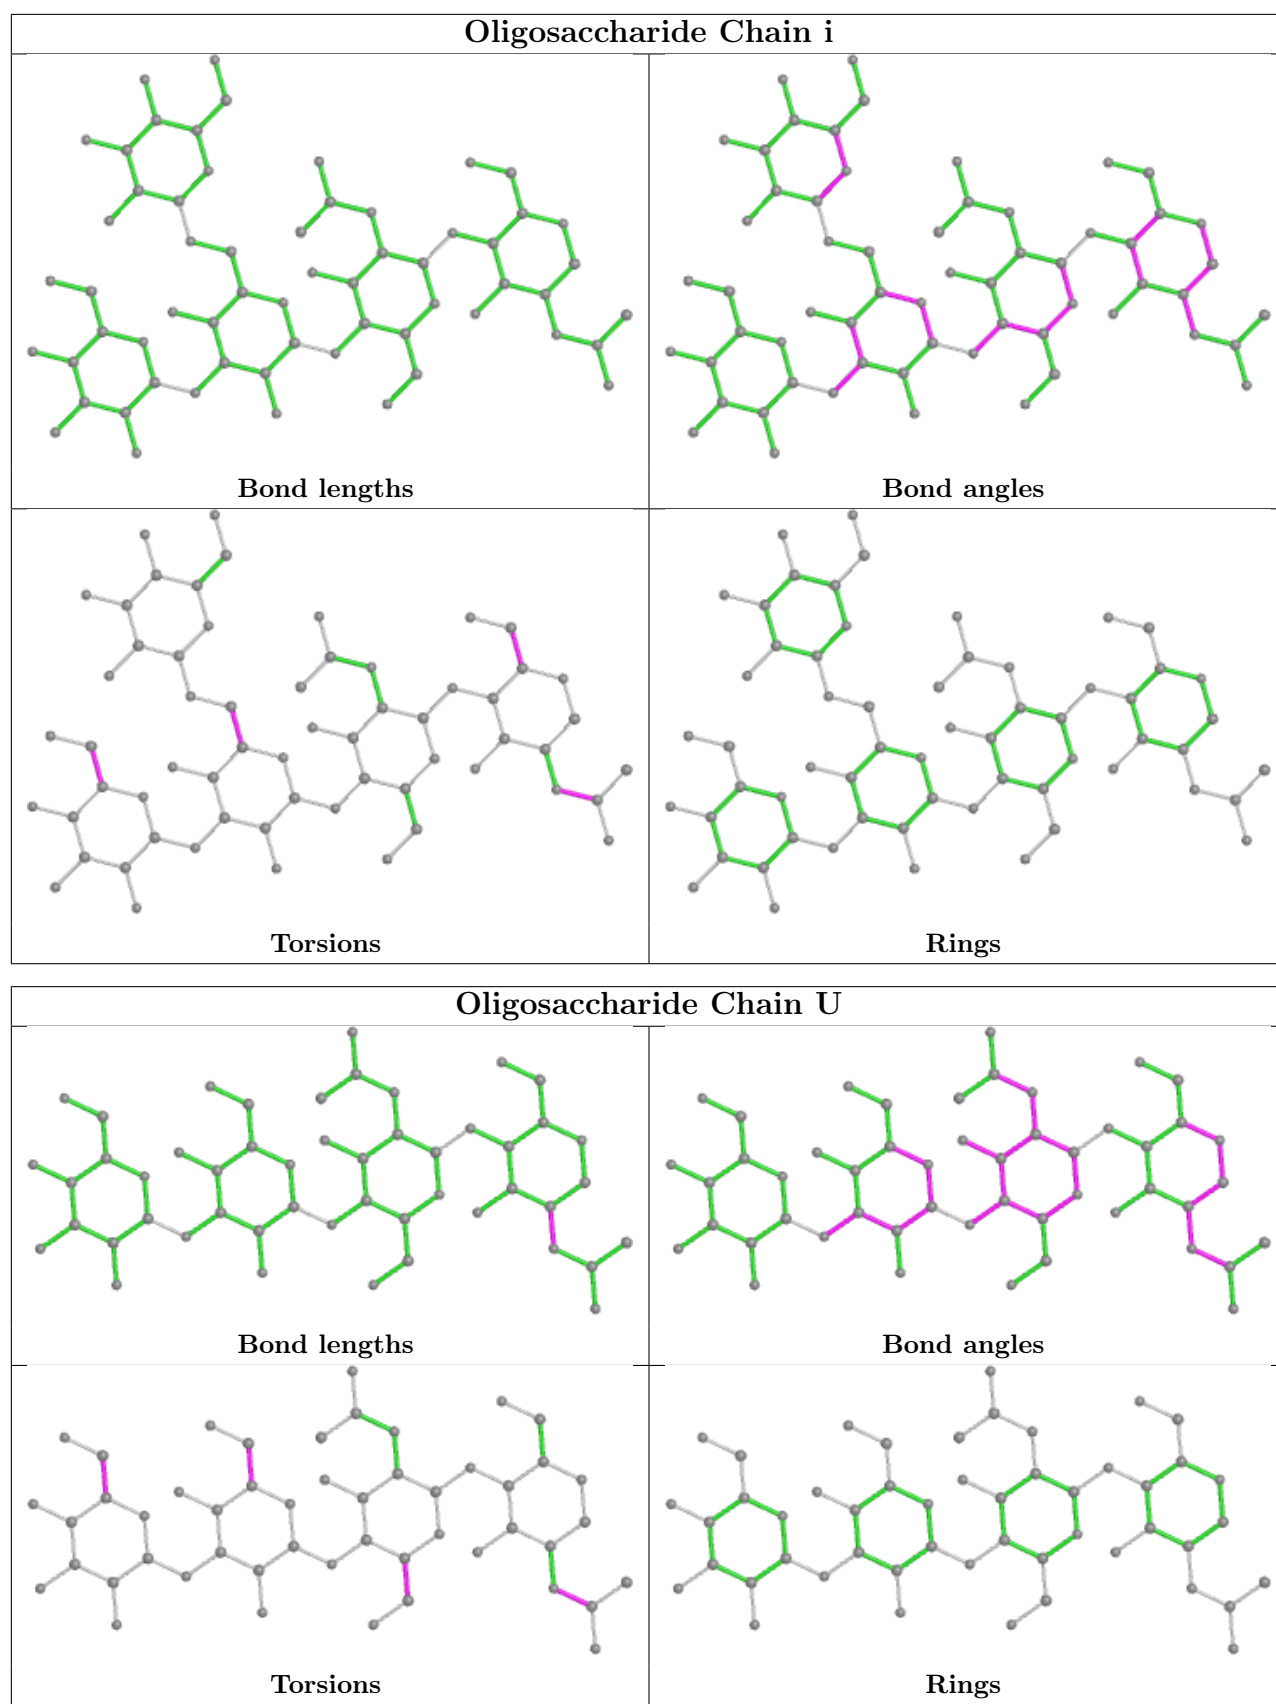 Oligosaccharide Chain i
Bond lengths
Bond angles
Torsions
Rings
Oligosaccharide Chain U
Bond lengths
Bond angles
Torsions
Rings